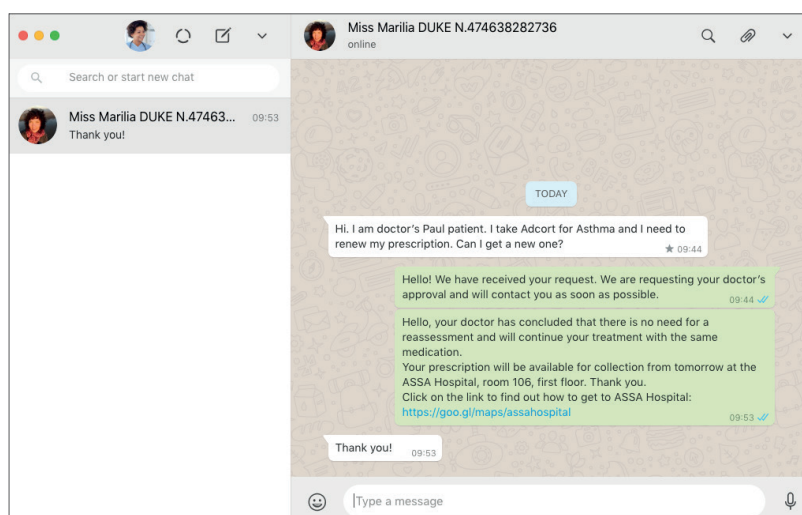 Miss Marilia DUKE N.474638282736
online
Search or start new chat
Miss Marilia DUKE N.47463... 09:53
Thank you!
TODAY
Hi. I am doctor's Paul patient. I take Adcort for Asthma and I need to
renew my prescription. Can I get a new one?
09:44
Hello! We have received your request. We are requesting your doctor's
approval and will contact you as soon as possible.
09:44
Hello, your doctor has concluded that there is no need for a
reassessment and will continue your treatment with the same
medication.
Your prescription will be available for collection from tomorrow at the
ASSA Hospital, room 106, first floor. Thank you.
Click on the link to find out how to get to ASSA Hospital:
https://goo.gl/maps/assahospital
09:53
Thank you! 09:53
Type a message